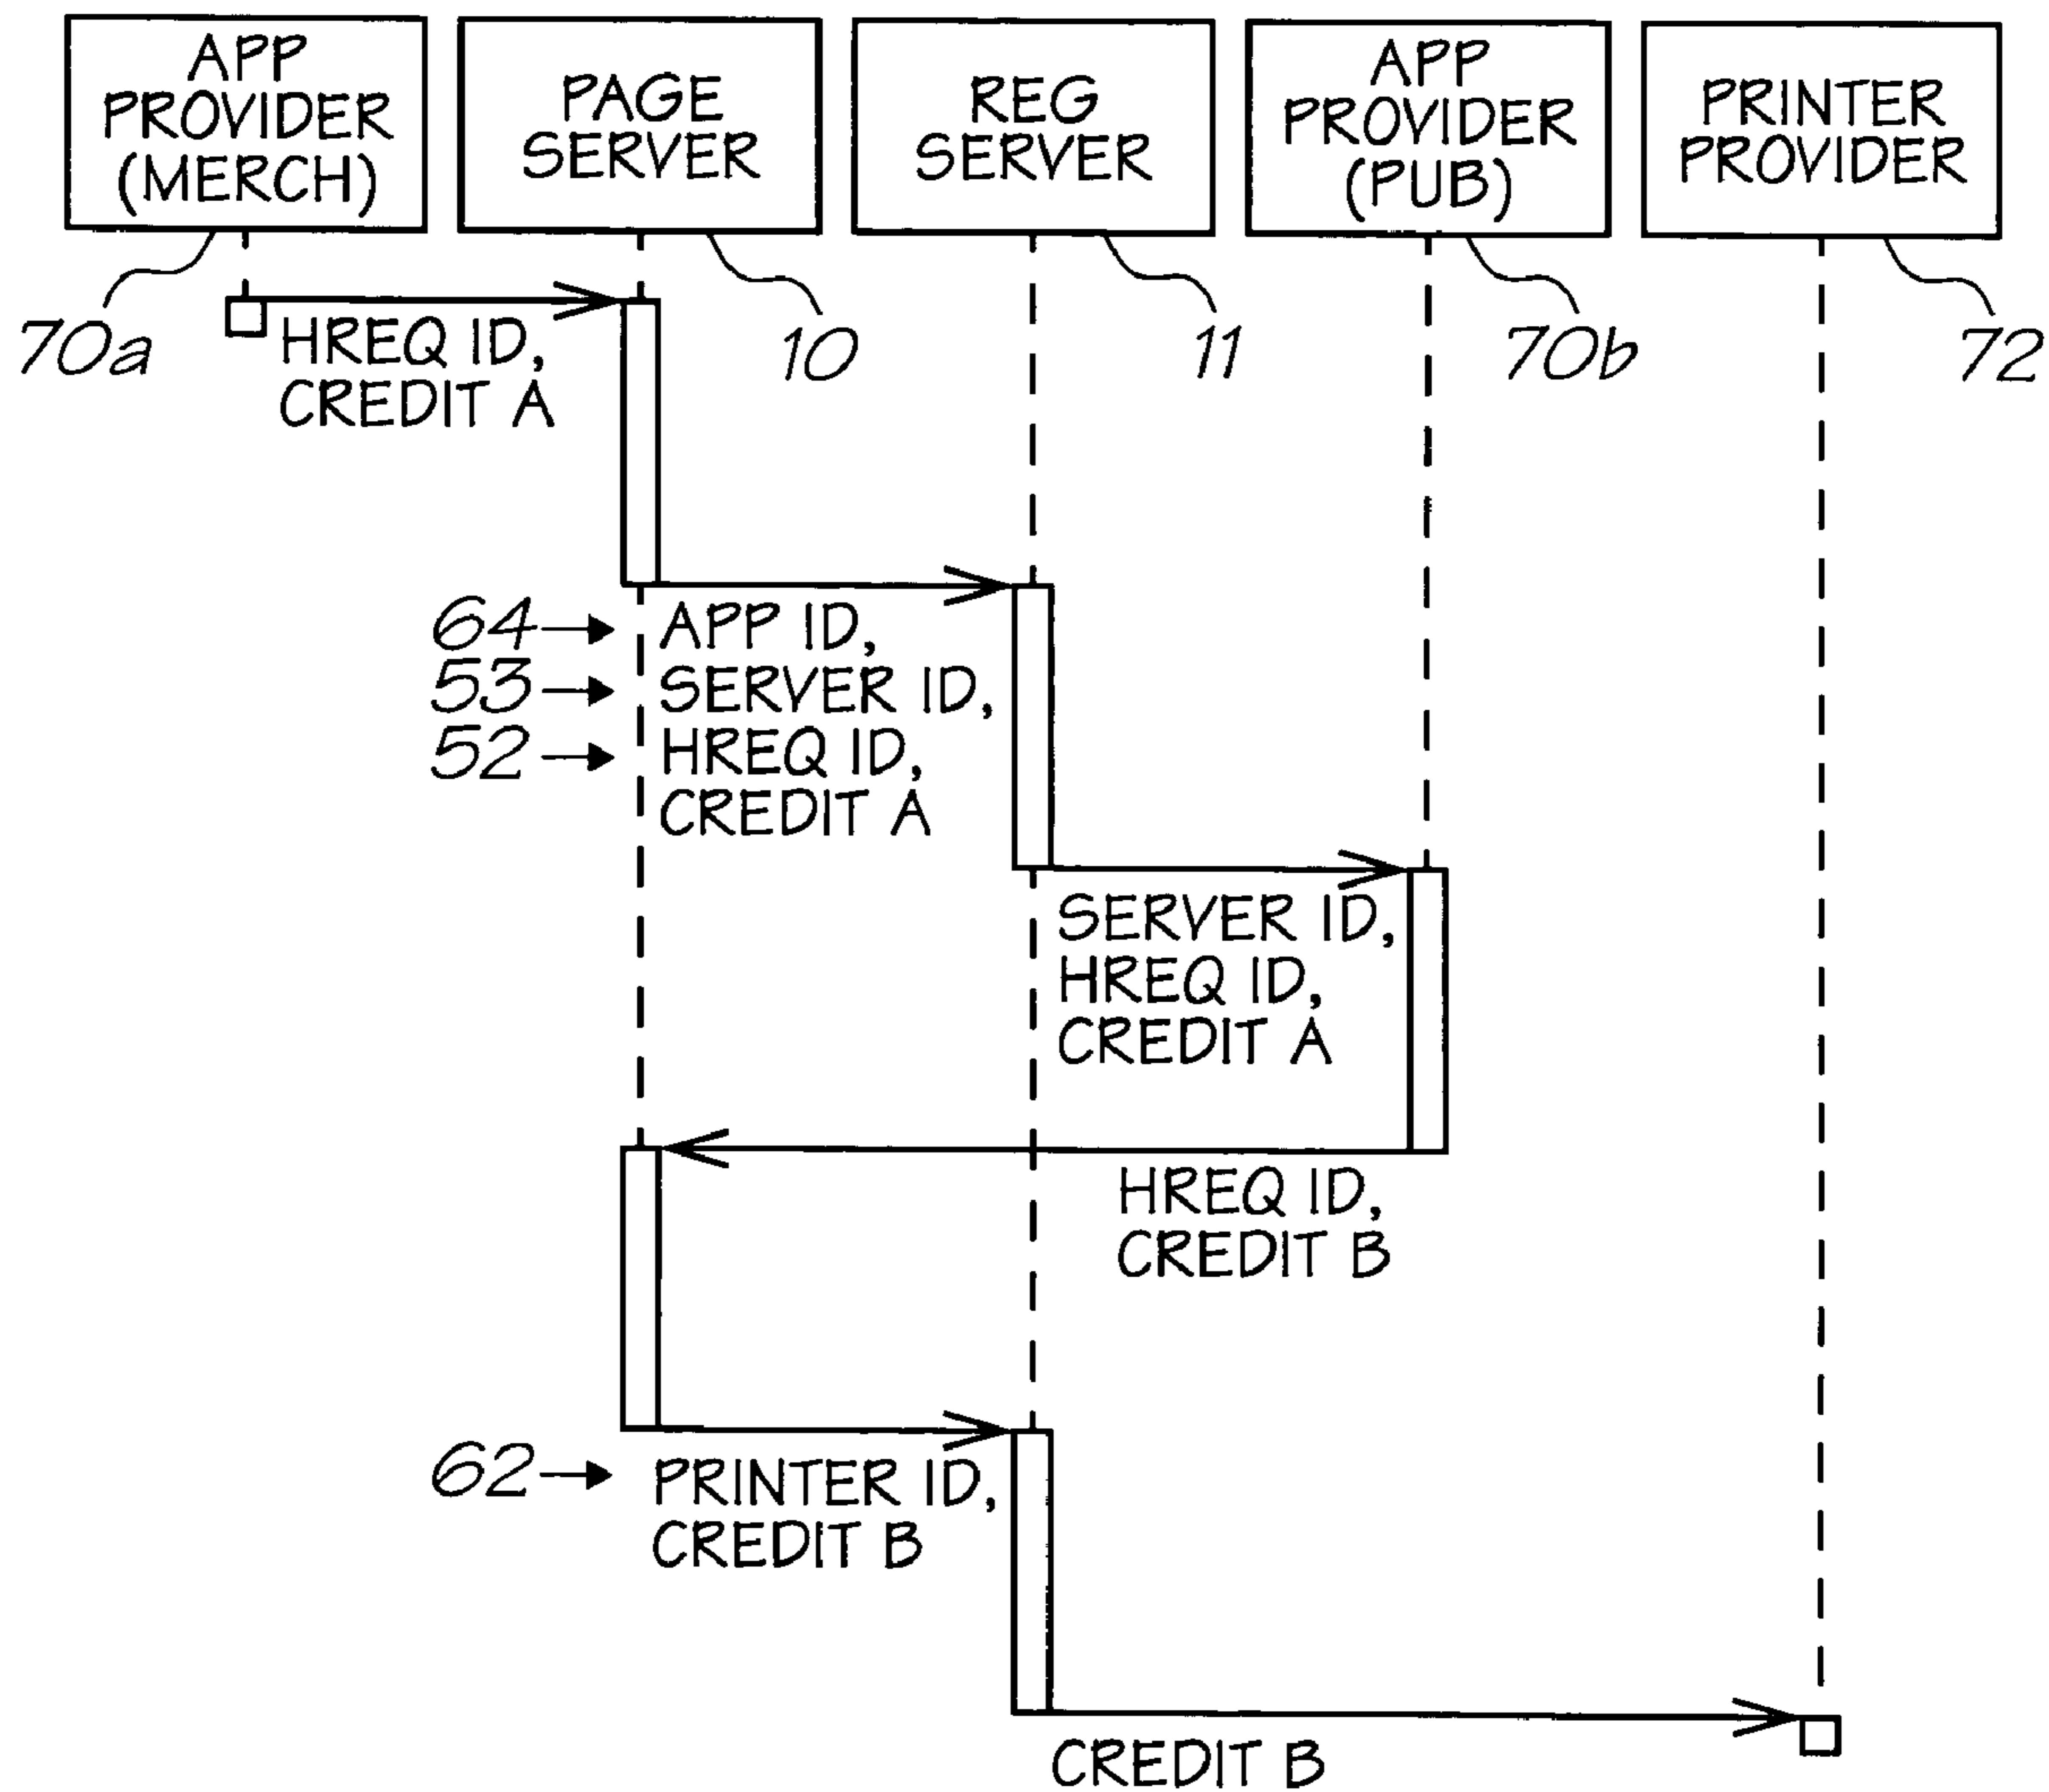 APP
PROVIDER
(MERCH)
PAGE
SERVER
REG
SERVER
APP
PROVIDER
(PUB)
PRINTER
PROVIDER
70a
10
11
70b
72
HREQ ID,
CREDIT A
64
APP ID,
53
SERVER ID,
52
HREQ ID,
CREDIT A
SERVER ID,
HREQ ID,
CREDIT A
HREQ ID,
CREDIT B
62
PRINTER ID,
CREDIT B
CREDIT B